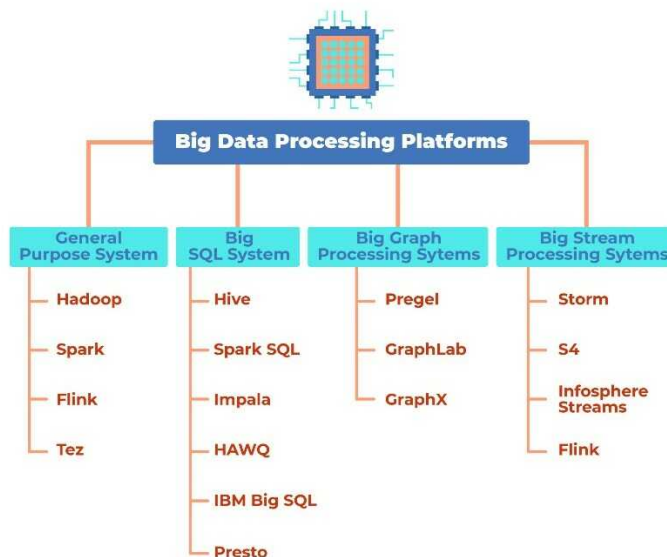 Big Data Processing Platforms
General
Purpose System
Hadoop
Spark
Flink
Tez
Big
SQL System
Hive
Spark SQL
Impala
HAWQ
IBM Big SQL
Presto
Big Graph
Processing Sytems
Pregel
GraphLab
GraphX
Big Stream
Processing Sytems
Storm
S4
Infosphere
Streams
Flink